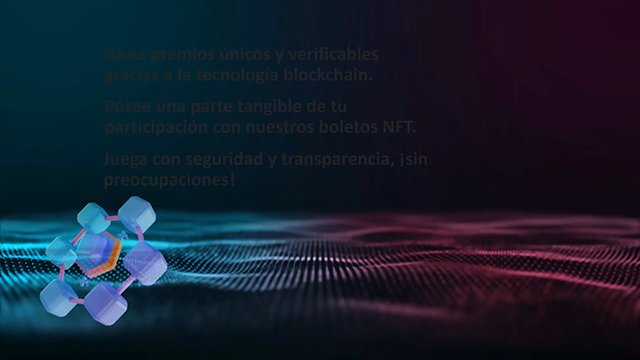 Gana premios únicos y verificables
gracias a la tecnología blockchain.
Posee una parte tangible de tu
participación con nuestros boletos NFT.
Juega con seguridad y transparencia, ¡sin
preocupaciones!